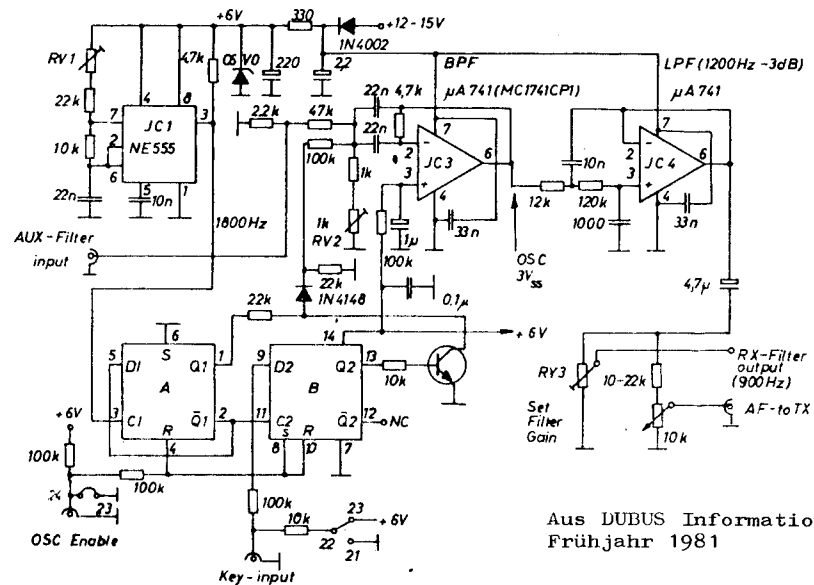 +6V
330
+12-15V
1N4002
RV1
4,7k
O5V0
220
2,2
BPF
LPF (1200Hz -3dB)
µA 741 (MC1741CP1)
µA 741
22k
4
8
7
JC1
NE555
3
2
6
5
1
10k
22n
10n
2,2k
47k
100k
22n
4,7k
22n
2
3
7
6
4
JC3
1k
1k
RV2
1µ
33n
100k
12k
120k
10n
1000
2
3
7
6
4
JC4
33n
1800Hz
AUX-Filter
input
OSC
3Vss
22k
1N4148
0,1µ
4,7µ
22k
+6V
6
5
D1
S
Q1
1
A
3
C1
R
Q1
2
4
14
9
D2
Q2
13
B
11
C2
S
R
Q2
12
NC
8
10
7
10k
RV3
Set
Filter
Gain
10-22k
10k
RX-Filter
output
(900Hz)
AF-to TX
+6V
100k
100k
24
23
OSC Enable
100k
10k
22
23
+6V
21
Key-input
Aus DUBUS Informatio
Frühjahr 1981